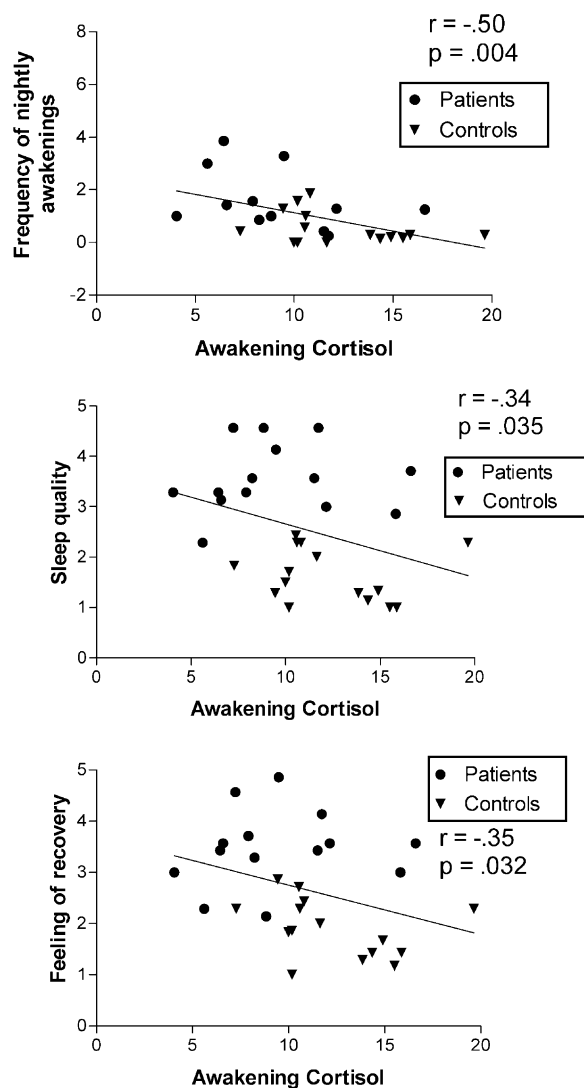 r = -.50
p = .004
Patients
Controls
Frequency of nightly
awakenings
8
6
4
2
0
-2
0 5 10 15 20
Awakening Cortisol
r = -.34
p = .035
Patients
Controls
Sleep quality
5
4
3
2
1
0
0 5 10 15 20
Awakening Cortisol
Patients
Controls
r = -.35
p = .032
Feeling of recovery
5
4
3
2
1
0
0 5 10 15 20
Awakening Cortisol